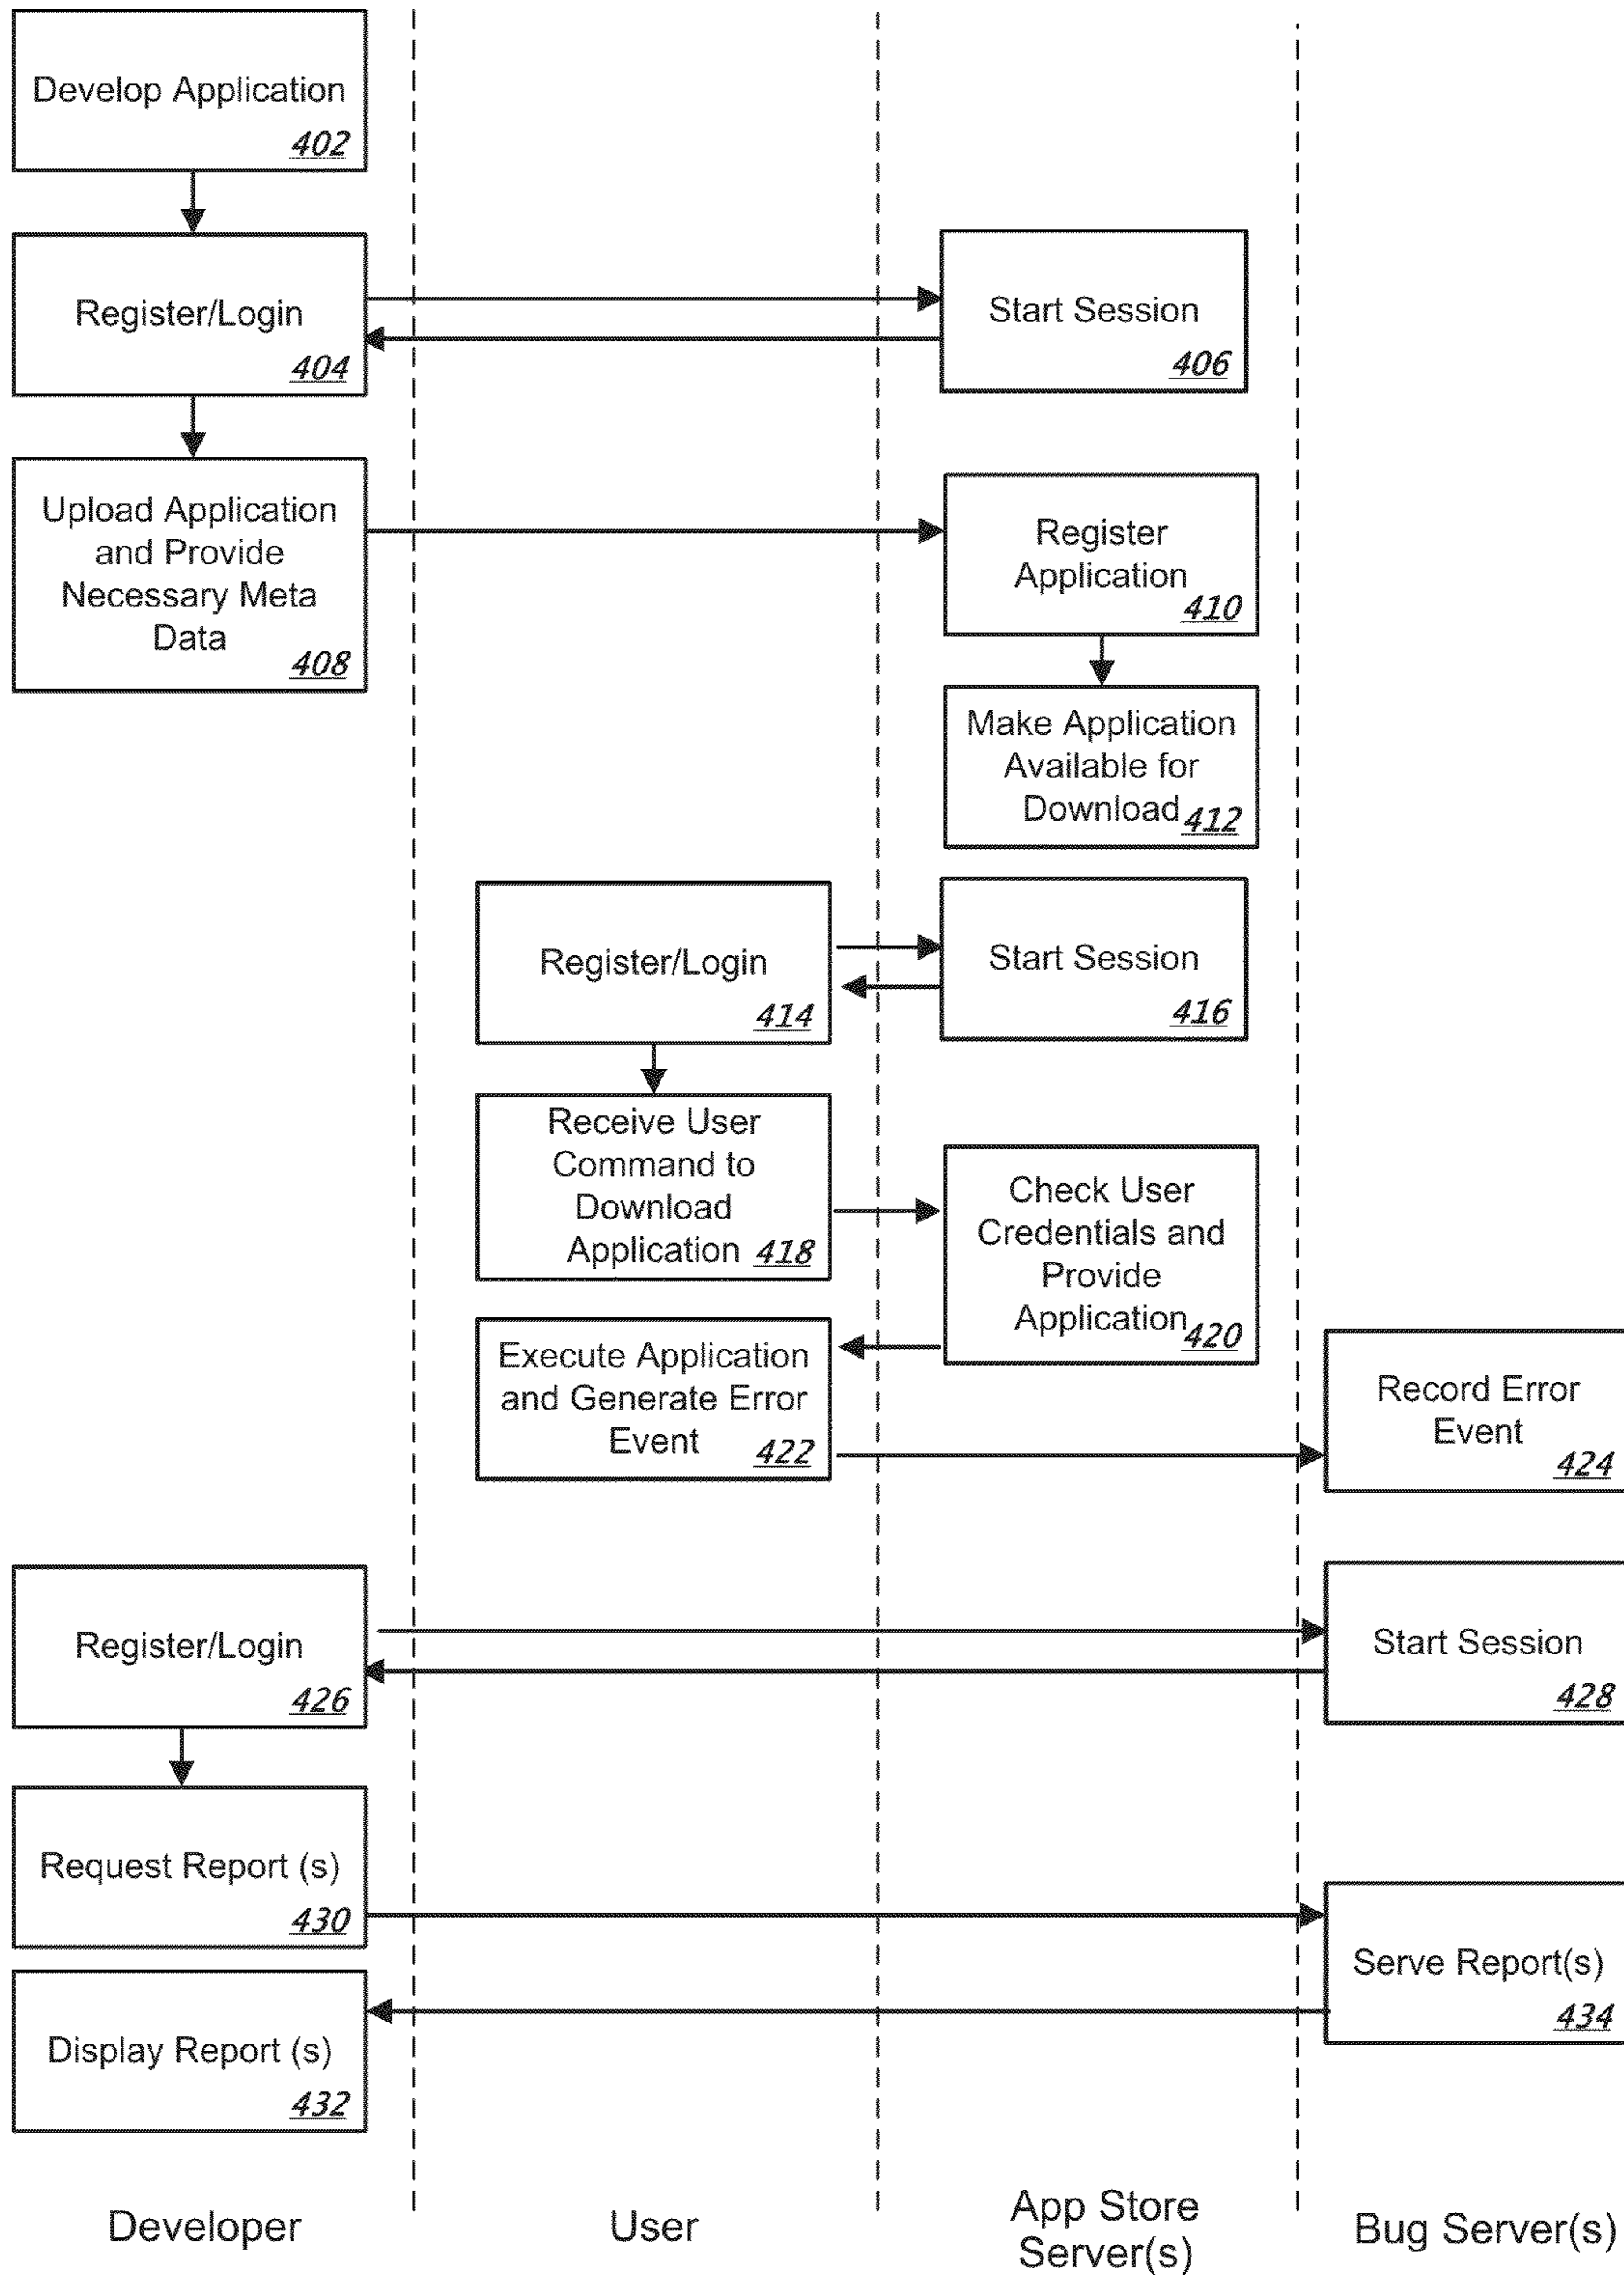 Develop Application
402
Register/Login
404
Start Session
406
Upload Application
and Provide
Necessary Meta
Data
408
Register
Application
410
Make Application
Available for
Download
412
Register/Login
414
Start Session
416
Receive User
Command to
Download
Application
418
Check User
Credentials and
Provide
Application
420
Execute Application
and Generate Error
Event
422
Record Error
Event
424
Register/Login
426
Start Session
428
Request Report (s)
430
Serve Report(s)
434
Display Report (s)
432
Developer
User
App Store
Server(s)
Bug Server(s)